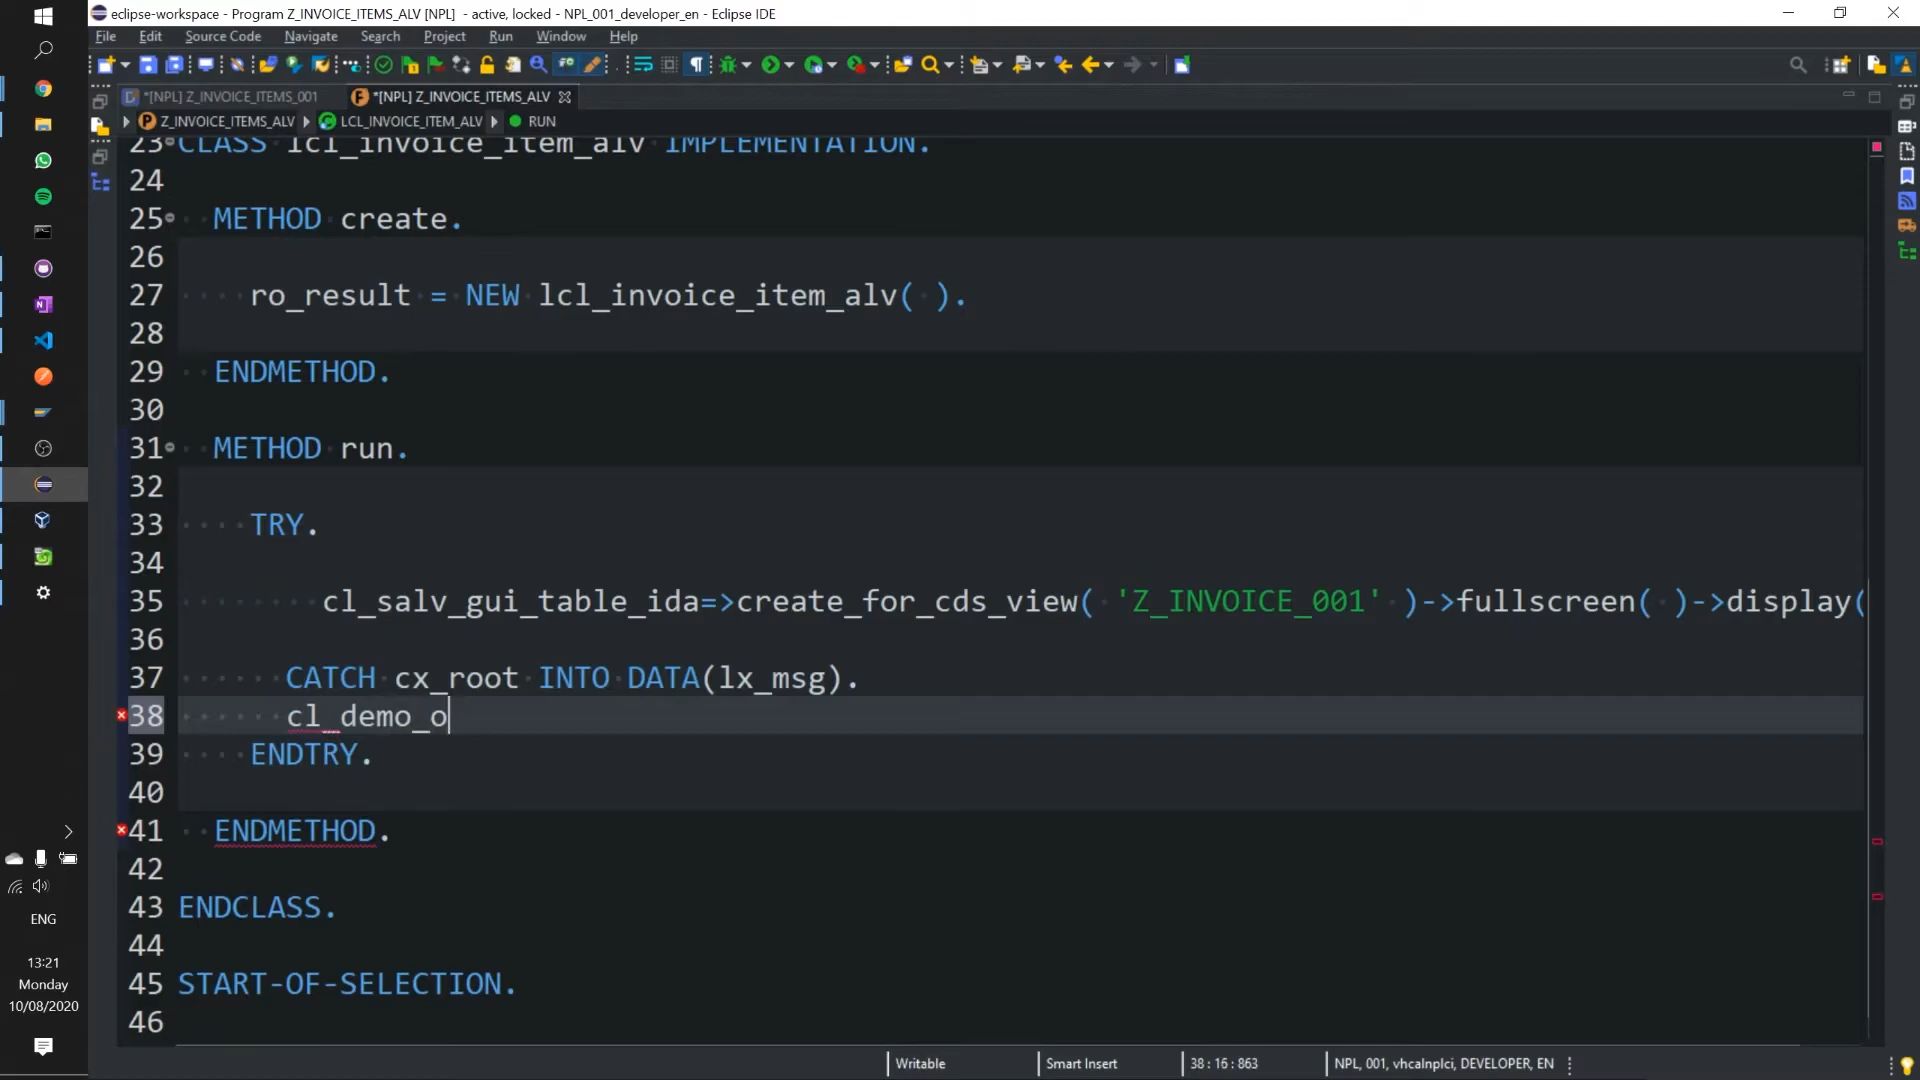 eclipse-workspace - Program Z_INVOICE_ITEMS_ALV [NPL] - active, locked - NPL_001_developer_en - Eclipse IDE
File Edit Source Code Navigate Search Project Run Window Help
*[NPL] Z_INVOICE_ITEMS_001 *[NPL] Z_INVOICE_ITEMS_ALV
Z_INVOICE_ITEMS_ALV LCL_INVOICE_ITEM_ALV RUN
23 CLASS lcl_invoice_item_alv IMPLEMENTATION.
24
25 METHOD create.
26
27 ro_result = NEW lcl_invoice_item_alv( ).
28
29 ENDMETHOD.
30
31 METHOD run.
32
33 TRY.
34
35 cl_salv_gui_table_ida=>create_for_cds_view( 'Z_INVOICE_001' )->fullscreen( )->display(
36
37 CATCH cx_root INTO DATA(lx_msg).
38 cl_demo_o
39 ENDTRY.
40
41 ENDMETHOD.
42
43 ENDCLASS.
44
45 START-OF-SELECTION.
46
ENG
13:21
Monday
10/08/2020
Writable Smart Insert 38 : 16 : 863 NPL, 001, vhcalnplci, DEVELOPER, EN